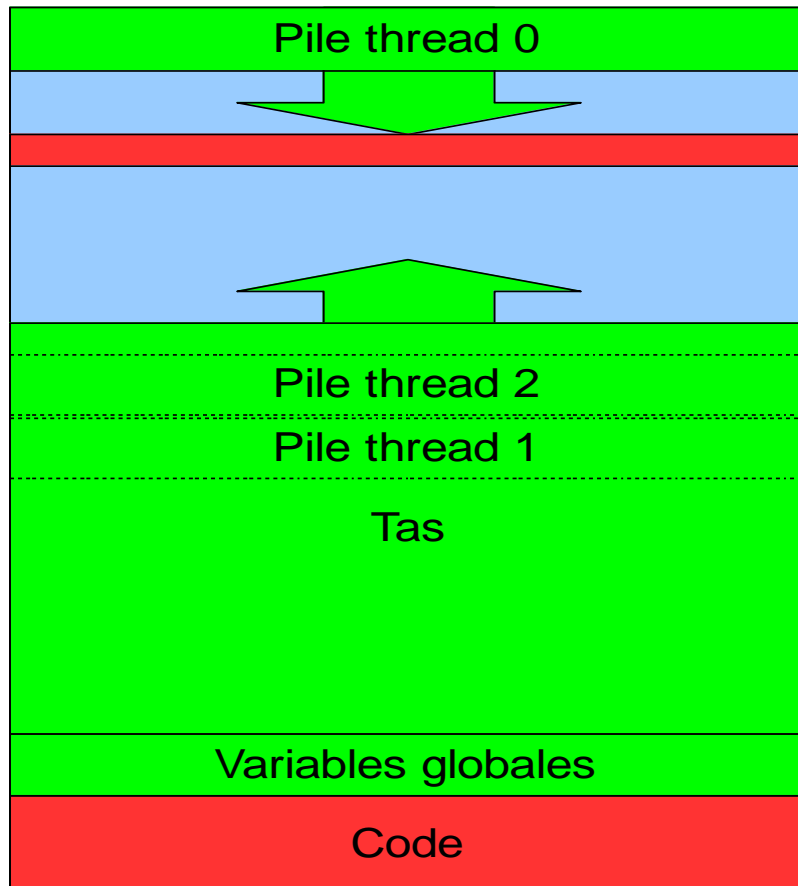 Pile thread 0
Pile thread 2
Pile thread 1
Tas
Variables globales
Code